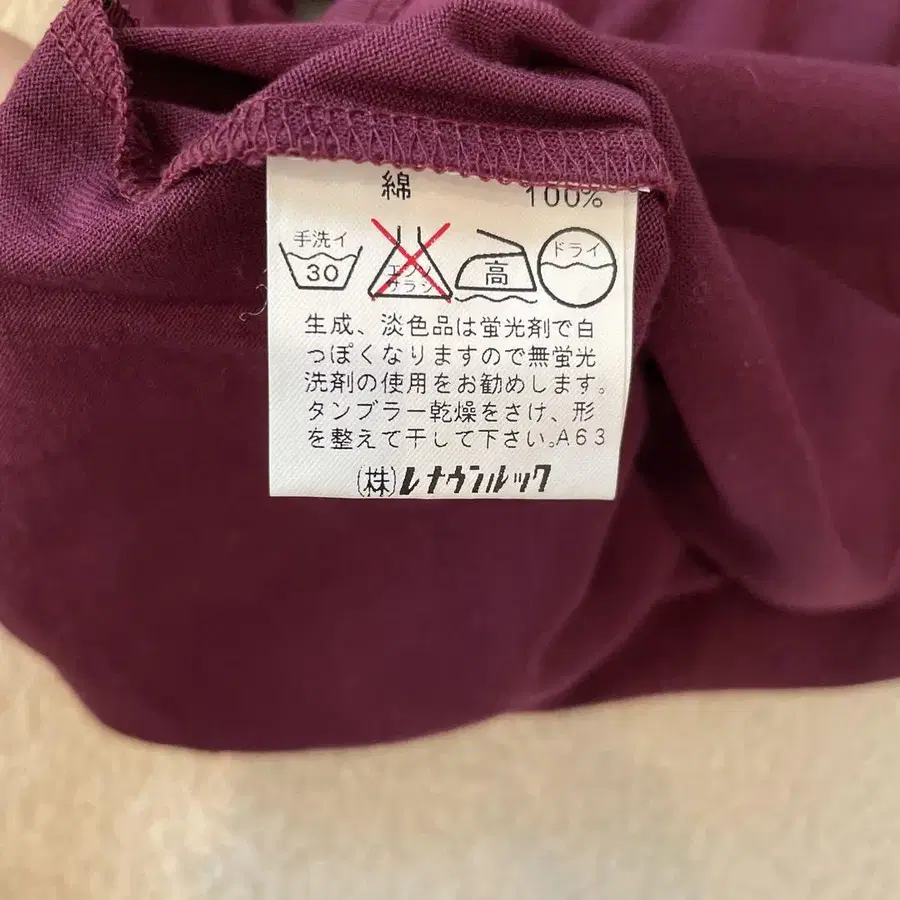 綿 100%
手洗イ 30 エンソ サラシ 高 ドライ
生成、淡色品は蛍光剤で白
っぽくなりますので無蛍光
洗剤の使用をお勧めします。
タンブラー乾燥をさけ、形
を整えて干して下さい。A63
(株)レナウンルック